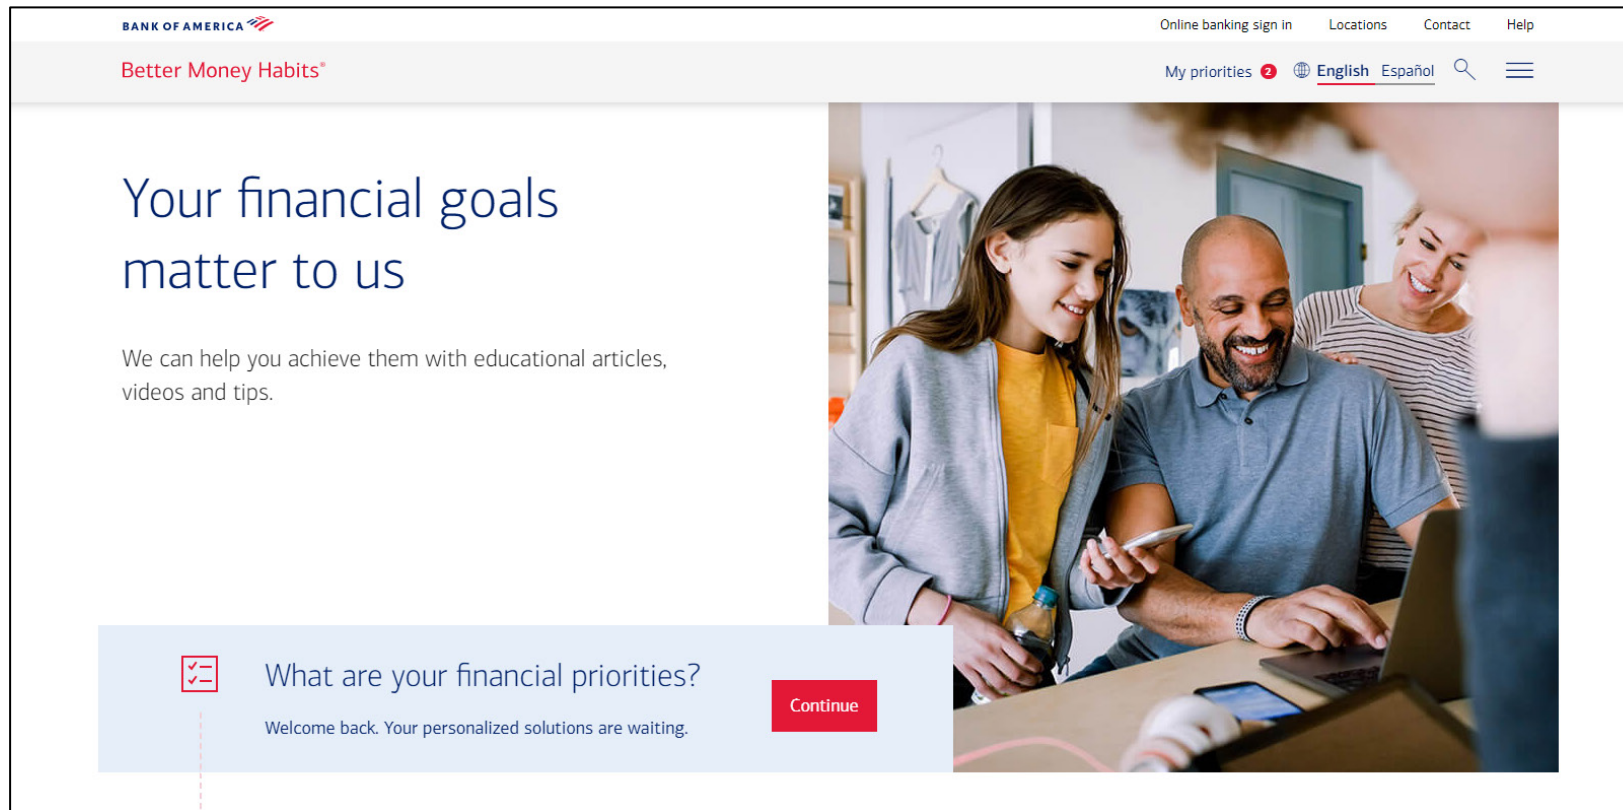 BANK OF AMERICA
Online banking sign in Locations Contact Help
Better Money Habits®
My priorities 2 English Español
Your financial goals
matter to us
We can help you achieve them with educational articles,
videos and tips.
What are your financial priorities?
Welcome back. Your personalized solutions are waiting.
Continue